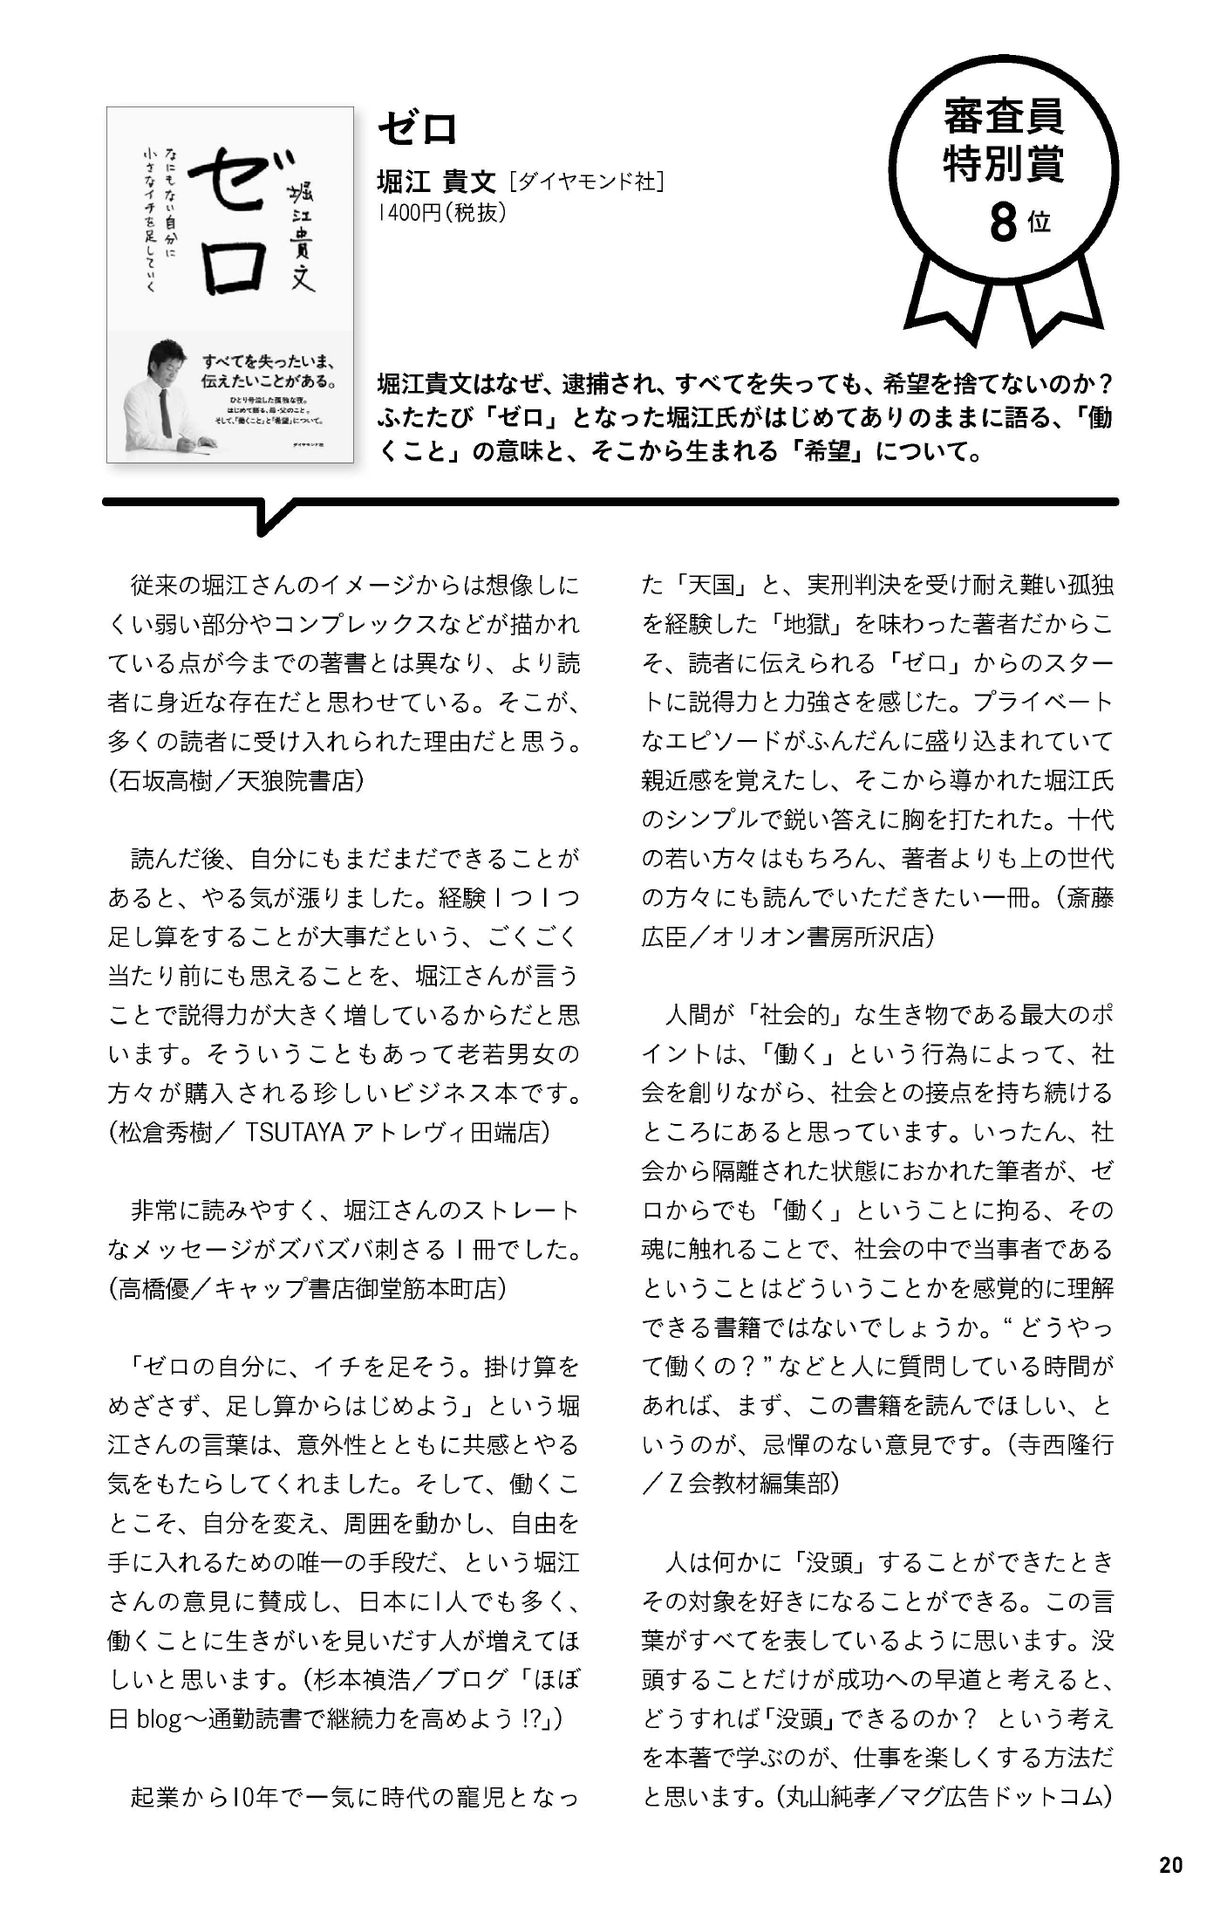 なにもない自分に
小さなイチを足していく
ゼロ
堀江貴文
すべてを失ったいま、
伝えたいことがある。
ひとり号泣した孤独な夜。
はじめて語る、母・父のこと。
そして、「働くこと」と「希望」について。
ダイヤモンド社
ゼロ
堀江 貴文［ダイヤモンド社］
1400円（税抜）
審査員
特別賞
8位
堀江貴文はなぜ、逮捕され、すべてを失っても、希望を捨てないのか？
ふたたび「ゼロ」となった堀江氏がはじめてありのままに語る、「働
くこと」の意味と、そこから生まれる「希望」について。
従来の堀江さんのイメージからは想像しに
くい弱い部分やコンプレックスなどが描かれ
ている点が今までの著書とは異なり、より読
者に身近な存在だと思わせている。そこが、
多くの読者に受け入れられた理由だと思う。
（石坂高樹／天狼院書店）
読んだ後、自分にもまだまだできることが
あると、やる気が漲りました。経験1つ1つ
足し算をすることが大事だという、ごくごく
当たり前にも思えることを、堀江さんが言う
ことで説得力が大きく増しているからだと思
います。そういうこともあって老若男女の
方々が購入される珍しいビジネス本です。
（松倉秀樹／ TSUTAYA アトレヴィ田端店）
非常に読みやすく、堀江さんのストレート
なメッセージがズバズバ刺さる1冊でした。
（高橋優／キャップ書店御堂筋本町店）
「ゼロの自分に、イチを足そう。掛け算を
めざさず、足し算からはじめよう」という堀
江さんの言葉は、意外性とともに共感とやる
気をもたらしてくれました。そして、働くこ
とこそ、自分を変え、周囲を動かし、自由を
手に入れるための唯一の手段だ、という堀江
さんの意見に賛成し、日本に1人でも多く、
働くことに生きがいを見いだす人が増えてほ
しいと思います。（杉本禎浩／ブログ「ほぼ
日 blog〜通勤読書で継続力を高めよう !?」）
起業から10年で一気に時代の寵児となっ
た「天国」と、実刑判決を受け耐え難い孤独
を経験した「地獄」を味わった著者だからこ
そ、読者に伝えられる「ゼロ」からのスター
トに説得力と力強さを感じた。プライベート
なエピソードがふんだんに盛り込まれていて
親近感を覚えたし、そこから導かれた堀江氏
のシンプルで鋭い答えに胸を打たれた。十代
の若い方々はもちろん、著者よりも上の世代
の方々にも読んでいただきたい一冊。（斎藤
広臣／オリオン書房所沢店）
人間が「社会的」な生き物である最大のポ
イントは、「働く」という行為によって、社
会を創りながら、社会との接点を持ち続ける
ところにあると思っています。いったん、社
会から隔離された状態におかれた筆者が、ゼ
ロからでも「働く」ということに拘る、その
魂に触れることで、社会の中で当事者である
ということはどういうことかを感覚的に理解
できる書籍ではないでしょうか。“ どうやっ
て働くの？” などと人に質問している時間が
あれば、まず、この書籍を読んでほしい、と
いうのが、忌憚のない意見です。（寺西隆行
／ Z 会教材編集部）
人は何かに「没頭」することができたとき
その対象を好きになることができる。この言
葉がすべてを表しているように思います。没
頭することだけが成功への早道と考えると、
どうすれば「没頭」できるのか？ という考え
を本著で学ぶのが、仕事を楽しくする方法だ
と思います。（丸山純孝／マグ広告ドットコム）
20